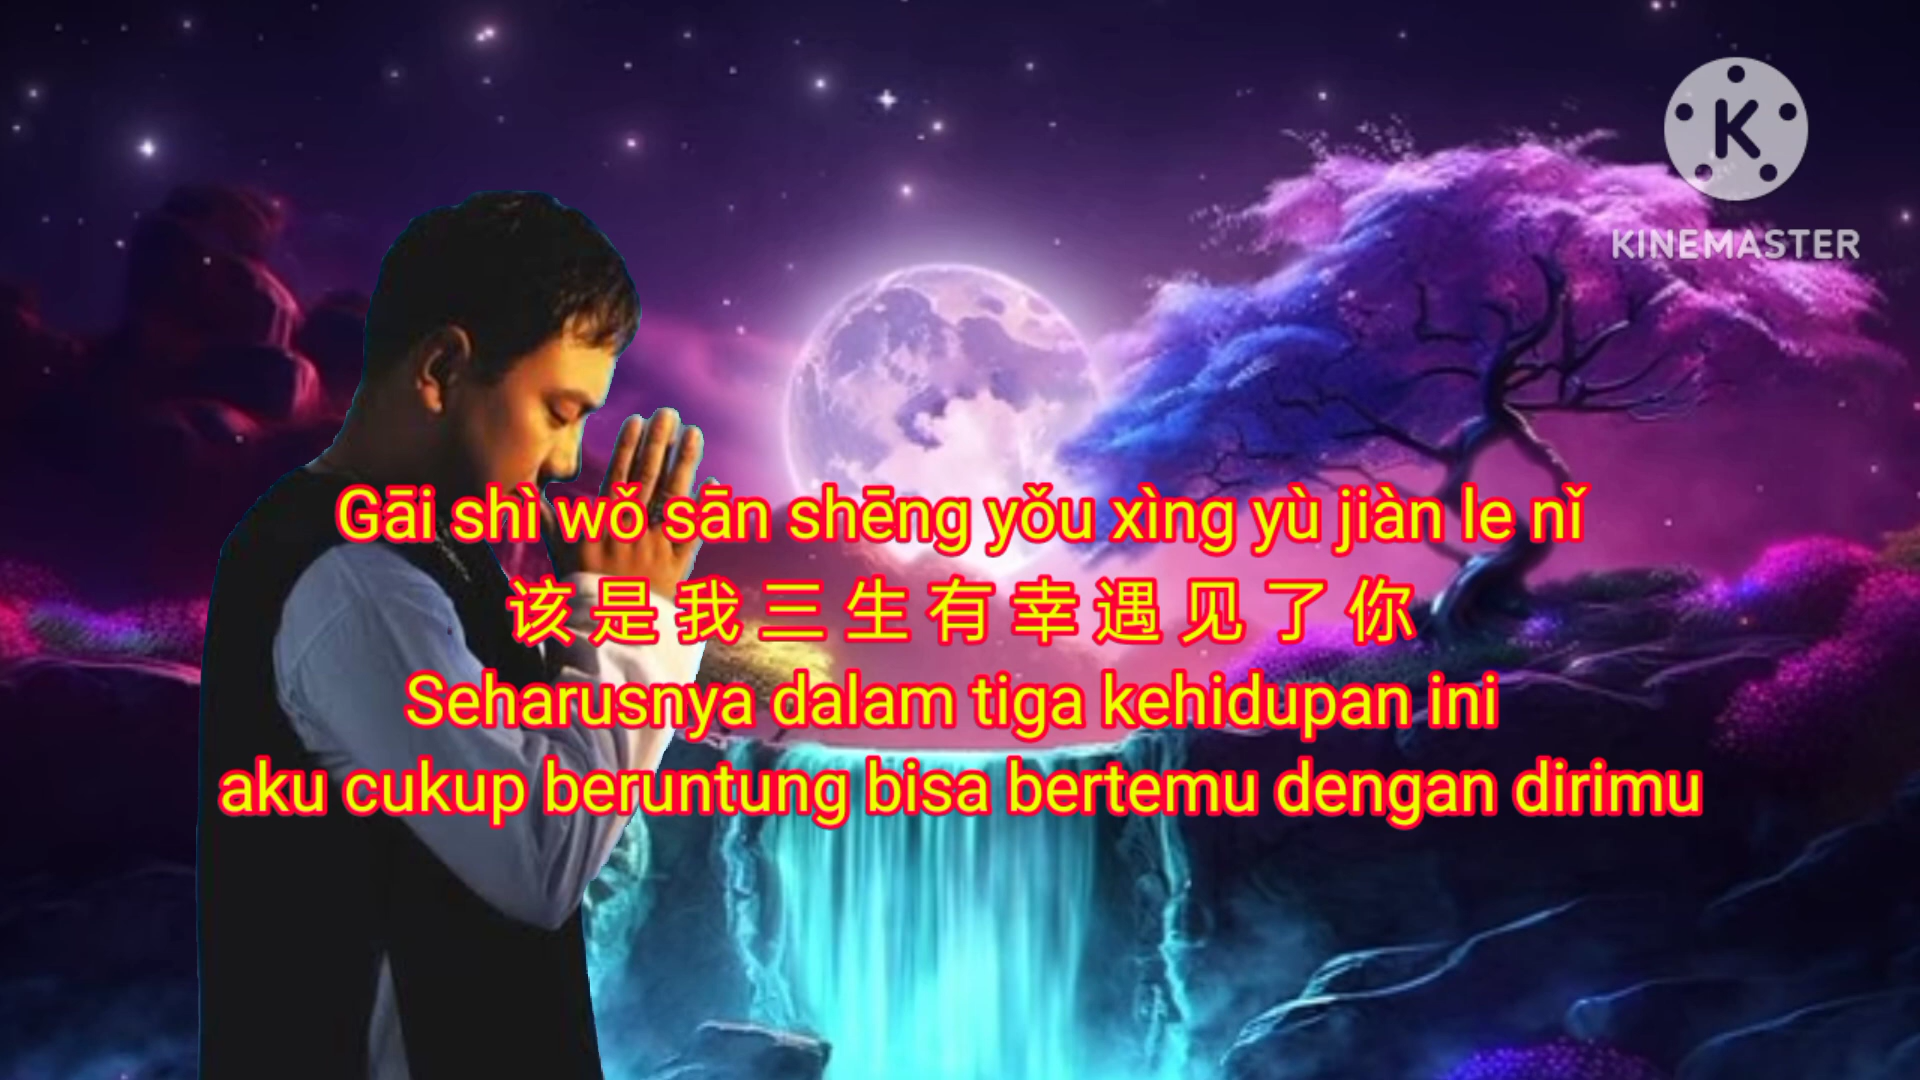 K
KINEMASTER
Gāi shì wǒ sān shēng yǒu xìng yù jiàn le nǐ
该是我三生有幸遇见了你
Seharusnya dalam tiga kehidupan ini
aku cukup beruntung bisa bertemu dengan dirimu